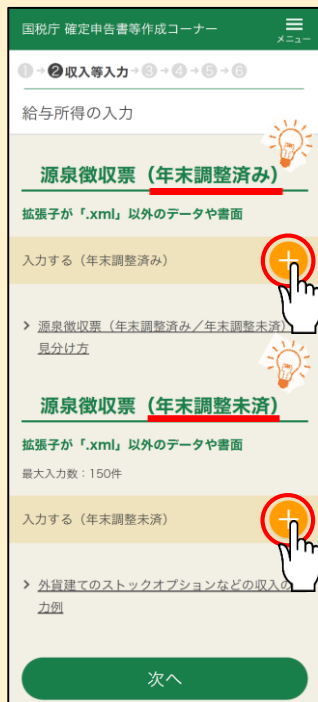 国税庁 確定申告書等作成コーナー
メニュー
1→2収入等入力→3→4→5→6
給与所得の入力
源泉徴収票（年末調整済み）
拡張子が「.xml」以外のデータや書面
入力する（年末調整済み）
源泉徴収票（年末調整済み／年末調整未済）
見分け方
源泉徴収票（年末調整未済）
拡張子が「.xml」以外のデータや書面
最大入力数：150件
入力する（年末調整未済）
外貨建てのストックオプションなどの収入の
力例
次へ